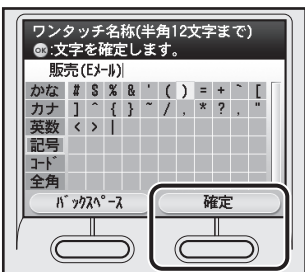 ワンタッチ名称(半角12文字まで)
OK:文字を確定します。
販売(Eﾒｰﾙ)
かな # $ % & ' ( ) = + ` [
カナ ] ^ { } ~ / , * ? . "
英数 < > |
記号
ｺｰﾄﾞ
全角
ﾊﾞｯｸｽﾍﾟｰｽ 確定